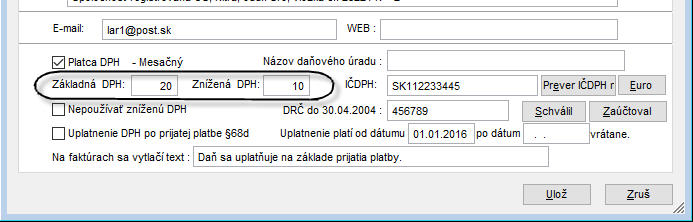 E-mail: lar1@post.sk WEB :
Platca DPH - Mesačný Názov daňového úradu :
Základná DPH: 20 Znížená DPH: 10 IČDPH: SK112233445 Prever IČDPH r Euro
Nepoužívať zníženú DPH DRČ do 30.04.2004 : 456789 Schválil Zaúčtoval
Uplatnenie DPH po prijatej platbe §68d Uplatnenie platí od dátumu 01.01.2016 po dátum . . vrátane.
Na faktúrach sa vytlačí text : Daň sa uplatňuje na základe prijatia platby.
Ulož Zruš